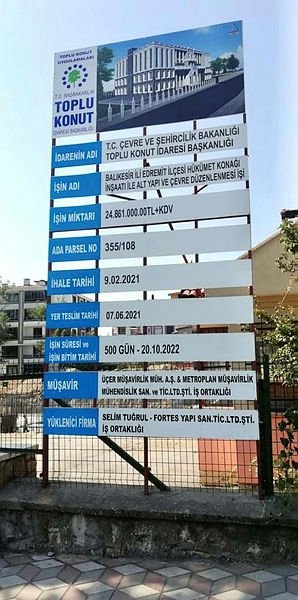 TOPLU KONUT
UYGULAMALARI
T.C. BAŞBAKANLIK
TOPLU
KONUT
İDARESİ BAŞKANLIĞI
İDARENİN ADI
T.C. ÇEVRE VE ŞEHİRCİLİK BAKANLIĞI
TOPLU KONUT İDARESİ BAŞKANLIĞI
İŞİN ADI
BALIKESİR İLİ EDREMİT İLÇESİ HÜKÜMET KONAĞI
İNŞAATI İLE ALT YAPI VE ÇEVRE DÜZENLEMESİ İŞİ
İŞİN MİKTARI
24.861.000.00TL+KDV
ADA PARSEL NO
355/108
İHALE TARİHİ
9.02.2021
YER TESLİM TARİHİ
07.06.2021
İŞİN SÜRESİ ve
İŞİN BİTİM TARİHİ
500 GÜN - 20.10.2022
MÜŞAVİR
ÜÇER MÜŞAVİRLİK MÜH. A.Ş. & METROPLAN MÜŞAVİRLİK
MÜHENDİSLİK SAN. ve TİC.LTD.ŞTİ. İŞ ORTAKLIĞI
YÜKLENİCİ FİRMA
SELİM TUĞRUL - FORTES YAPI SAN.TİC.LTD.ŞTİ.
İŞ ORTAKLIĞI